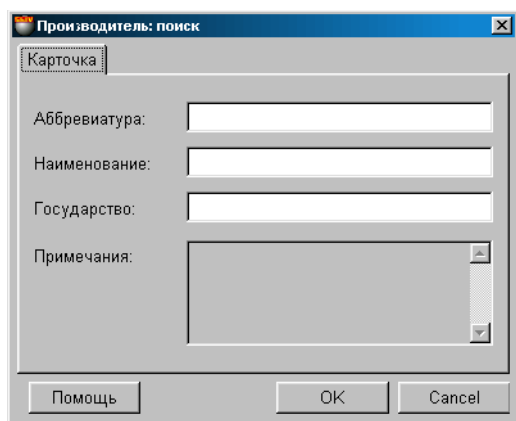 Производитель: поиск
Карточка
Аббревиатура:
Наименование:
Государство:
Примечания:
Помощь OK Cancel